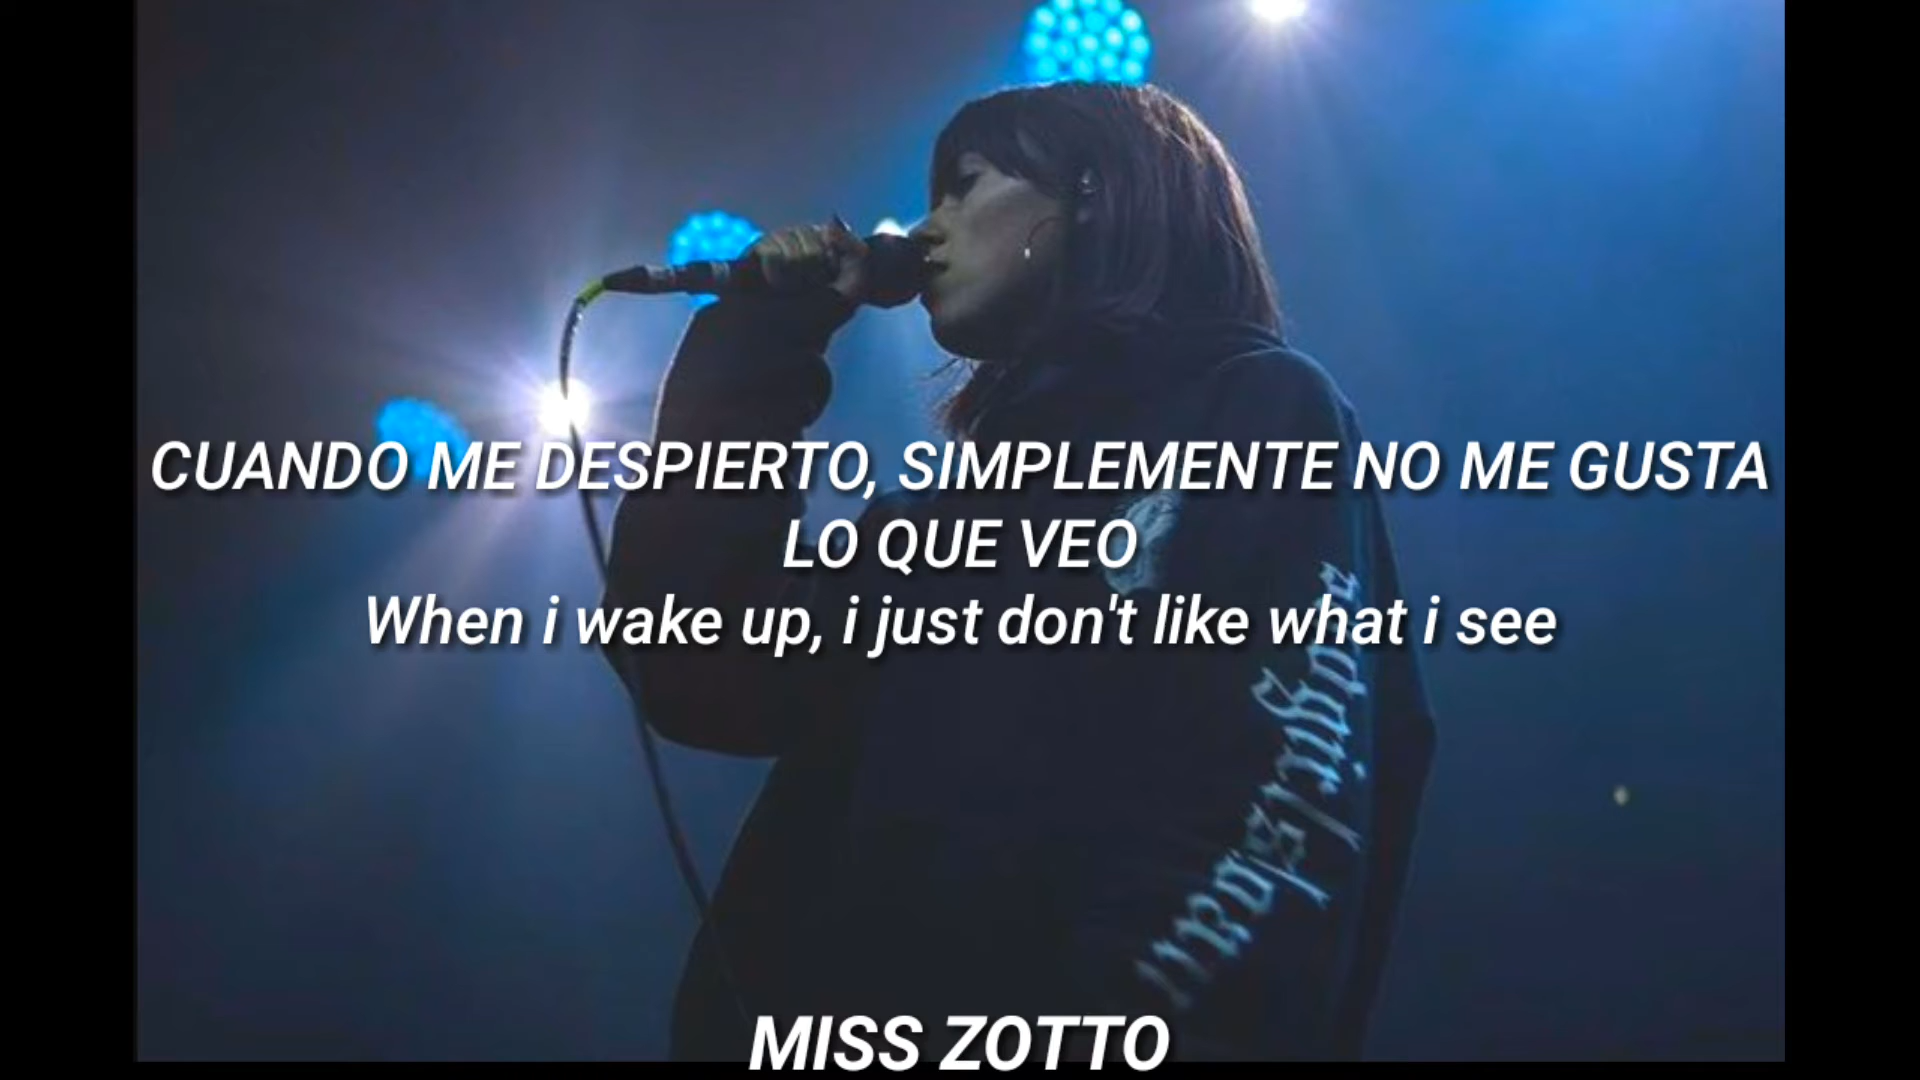 CUANDO ME DESPIERTO, SIMPLEMENTE NO ME GUSTA
LO QUE VEO
When i wake up, i just don't like what i see
MISS ZOTTO